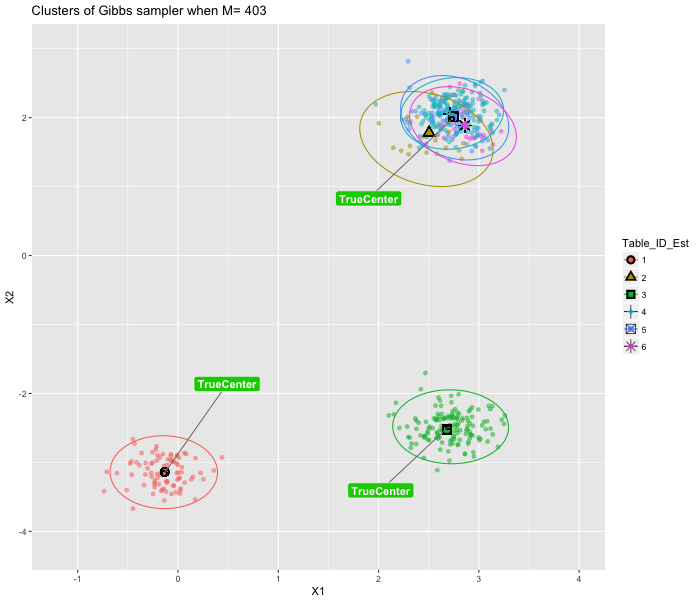 Clusters of Gibbs sampler when M= 403
2
0
-2
-4
X2
TrueCenter
TrueCenter
TrueCenter
-1
0
1
2
3
4
X1
Table_ID_Est
1
2
3
4
5
6